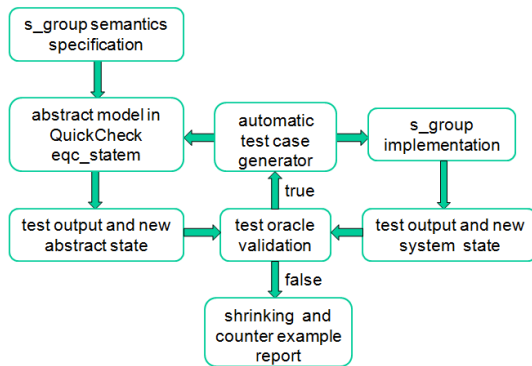 s_group semantics
specification
abstract model in
QuickCheck
eqc_statem
automatic
test case
generator
s_group
implementation
true
test output and new
abstract state
test oracle
validation
test output and new
system state
false
shrinking and
counter example
report